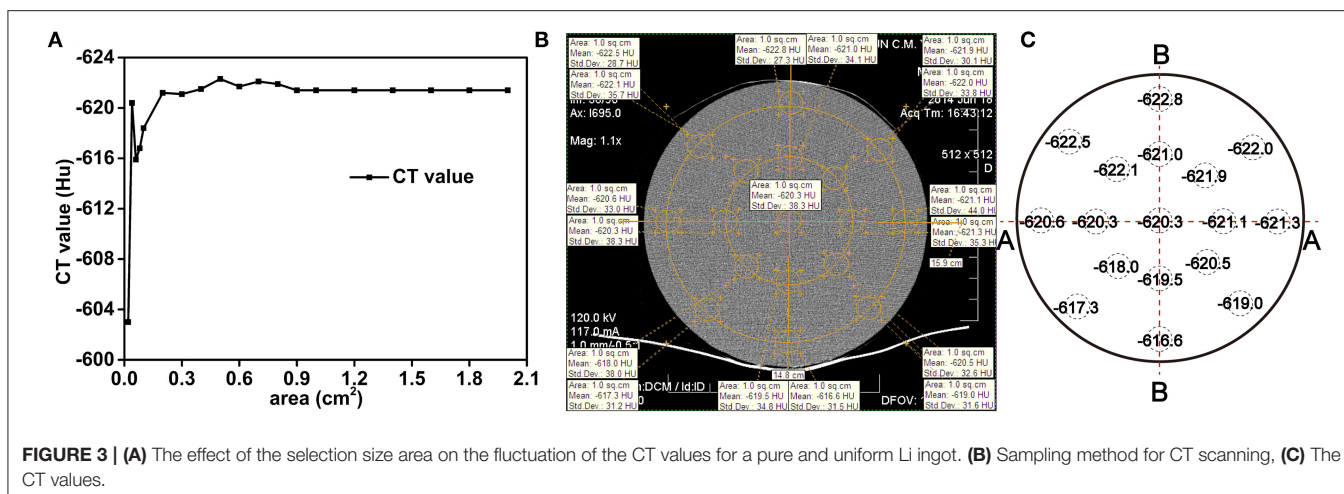 A
CT value (Hu)
-624
-620
-616
-612
-608
-604
-600
CT value
0.0 0.3 0.6 0.9 1.2 1.5 1.8 2.1
area (cm²)
B
Area: 1.0 sq.cm
Mean: -622.5 HU
Std.Dev.: 28.7 HU
Area: 1.0 sq.cm
Mean: -622.1 HU
Std.Dev.: 35.7 HU
Area: 1.0 sq.cm
Mean: -622.8 HU
Std.Dev.: 27.3 HU
Area: 1.0 sq.cm
Mean: -621.0 HU
Std.Dev.: 34.1 HU
Area: 1.0 sq.cm
Mean: -621.9 HU
Std.Dev.: 30.1 HU
Area: 1.0 sq.cm
Mean: -622.0 HU
Std.Dev.: 33.8 HU
C.M.
2014 Jun 18
Acq Tm: 16:43:12
512 x 512
D
Ax: I695.0
Mag: 1.1x
Area: 1.0 sq.cm
Mean: -620.6 HU
Std.Dev.: 33.0 HU
Area: 1.0 sq.cm
Mean: -620.3 HU
Std.Dev.: 38.3 HU
Area: 1.0 sq.cm
Mean: -620.3 HU
Std.Dev.: 38.3 HU
Area: 1.0 sq.cm
Mean: -621.1 HU
Std.Dev.: 44.0 HU
Area: 1.0 sq.cm
Mean: -621.3 HU
Std.Dev.: 35.3 HU
15.9 cm
120.0 kV
117.0 mA
1.0 mm/-0.5:1
Area: 1.0 sq.cm
Mean: -618.0 HU
Std.Dev.: 38.0 HU
Area: 1.0 sq.cm
Mean: -617.3 HU
Std.Dev.: 31.2 HU
14.8 cm
:DCM / Id:ID
Area: 1.0 sq.cm
Mean: -619.5 HU
Std.Dev.: 34.8 HU
Area: 1.0 sq.cm
Mean: -616.6 HU
Std.Dev.: 31.5 HU
Area: 1.0 sq.cm
Mean: -620.5 HU
Std.Dev.: 32.6 HU
Area: 1.0 sq.cm
Mean: -619.0 HU
Std.Dev.: 31.6 HU
DFOV:
C
B
-622.8
-622.5 -621.0 -622.0
-622.1 -621.9
-620.6 -620.3 -620.3 -621.1 -621.3
A A
-618.0 -619.5 -620.5
-617.3 -619.0
-616.6
B
FIGURE 3 | (A) The effect of the selection size area on the fluctuation of the CT values for a pure and uniform Li ingot. (B) Sampling method for CT scanning, (C) The
CT values.